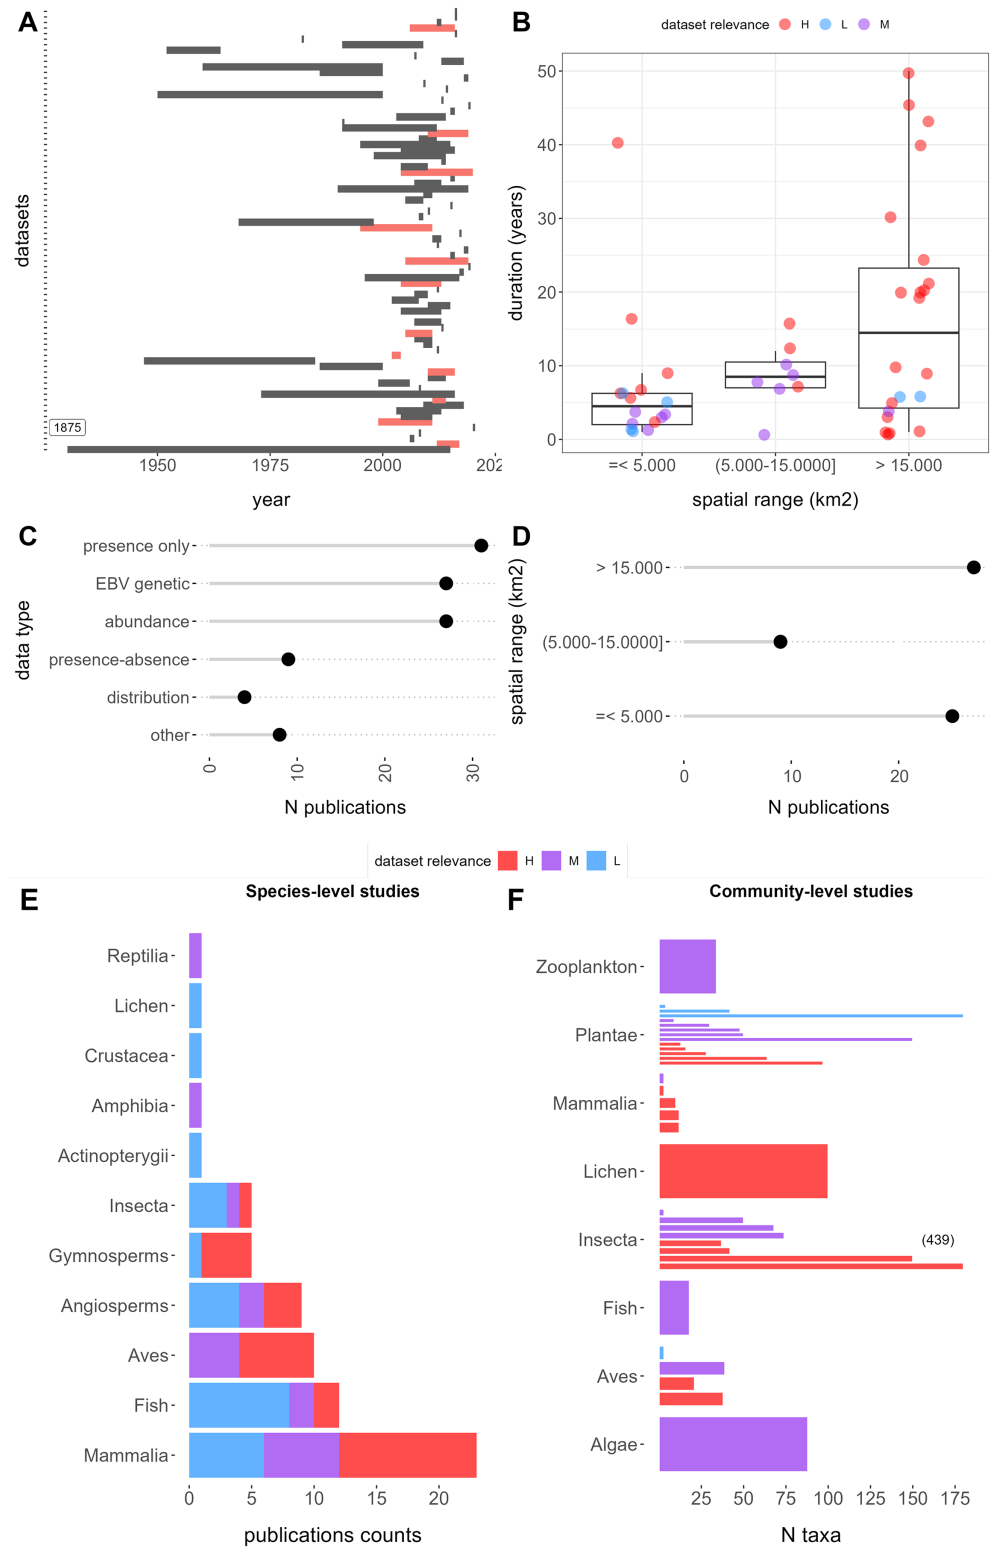 A
datasets
1875
1950
1975
2000
202
year
B
dataset relevance
H
L
M
duration (years)
50
40
30
20
10
0
=< 5.000
(5.000-15.0000]
> 15.000
spatial range (km2)
C
data type
presence only
EBV genetic
abundance
presence-absence
distribution
other
0
10
20
30
N publications
D
spatial range (km2)
> 15.000
(5.000-15.0000]
=< 5.000
0
10
20
N publications
dataset relevance
H
M
L
E
Species-level studies
Reptilia
Lichen
Crustacea
Amphibia
Actinopterygii
Insecta
Gymnosperms
Angiosperms
Aves
Fish
Mammalia
0
5
10
15
20
publications counts
F
Community-level studies
Zooplankton
Plantae
Mammalia
Lichen
Insecta
(439)
Fish
Aves
Algae
25
50
75
100
125
150
175
N taxa